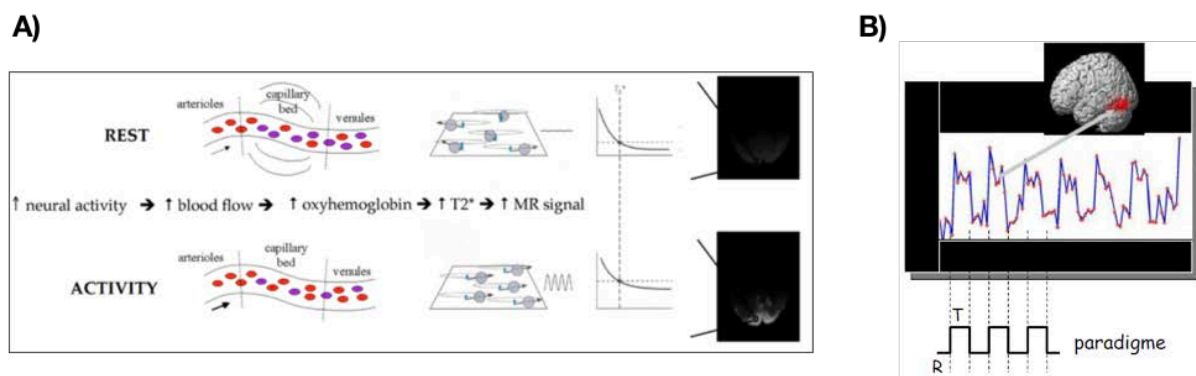 A)
arterioles
capillary
bed
venules
REST
T2*
↑ neural activity → ↑ blood flow → ↑ oxyhemoglobin → ↑ T2* → ↑ MR signal
arterioles
capillary
bed
venules
ACTIVITY
B)
T
R
paradigme